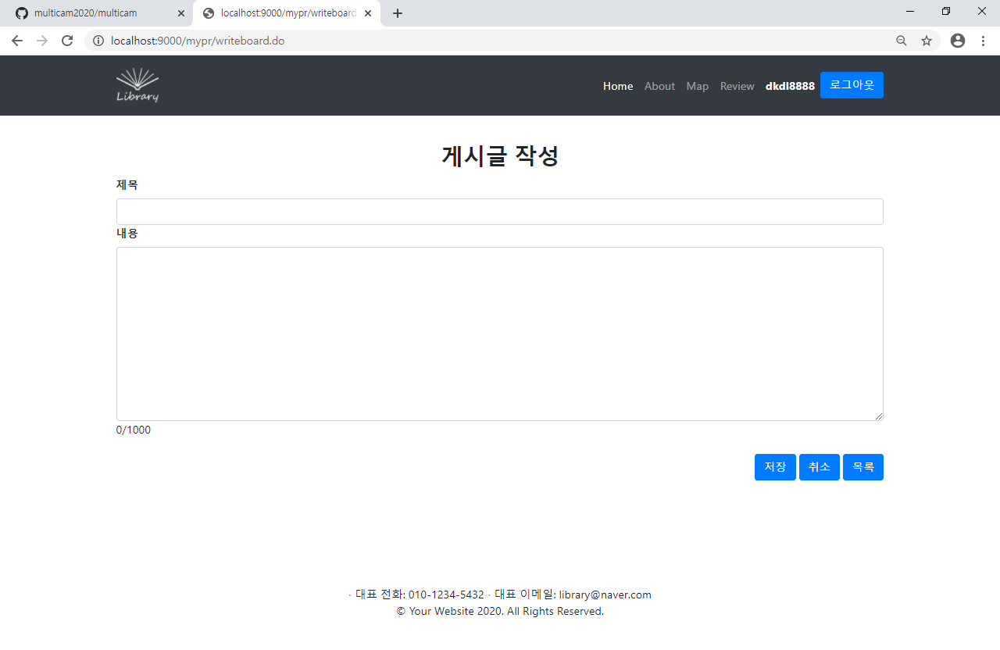 multicam2020/multicam
localhost:9000/mypr/writeboard
localhost:9000/mypr/writeboard.do
Library
Home About Map Review dkdl8888 로그아웃
게시글 작성
제목
내용
0/1000
저장 취소 목록
· 대표 전화: 010-1234-5432 · 대표 이메일: library@naver.com
© Your Website 2020. All Rights Reserved.